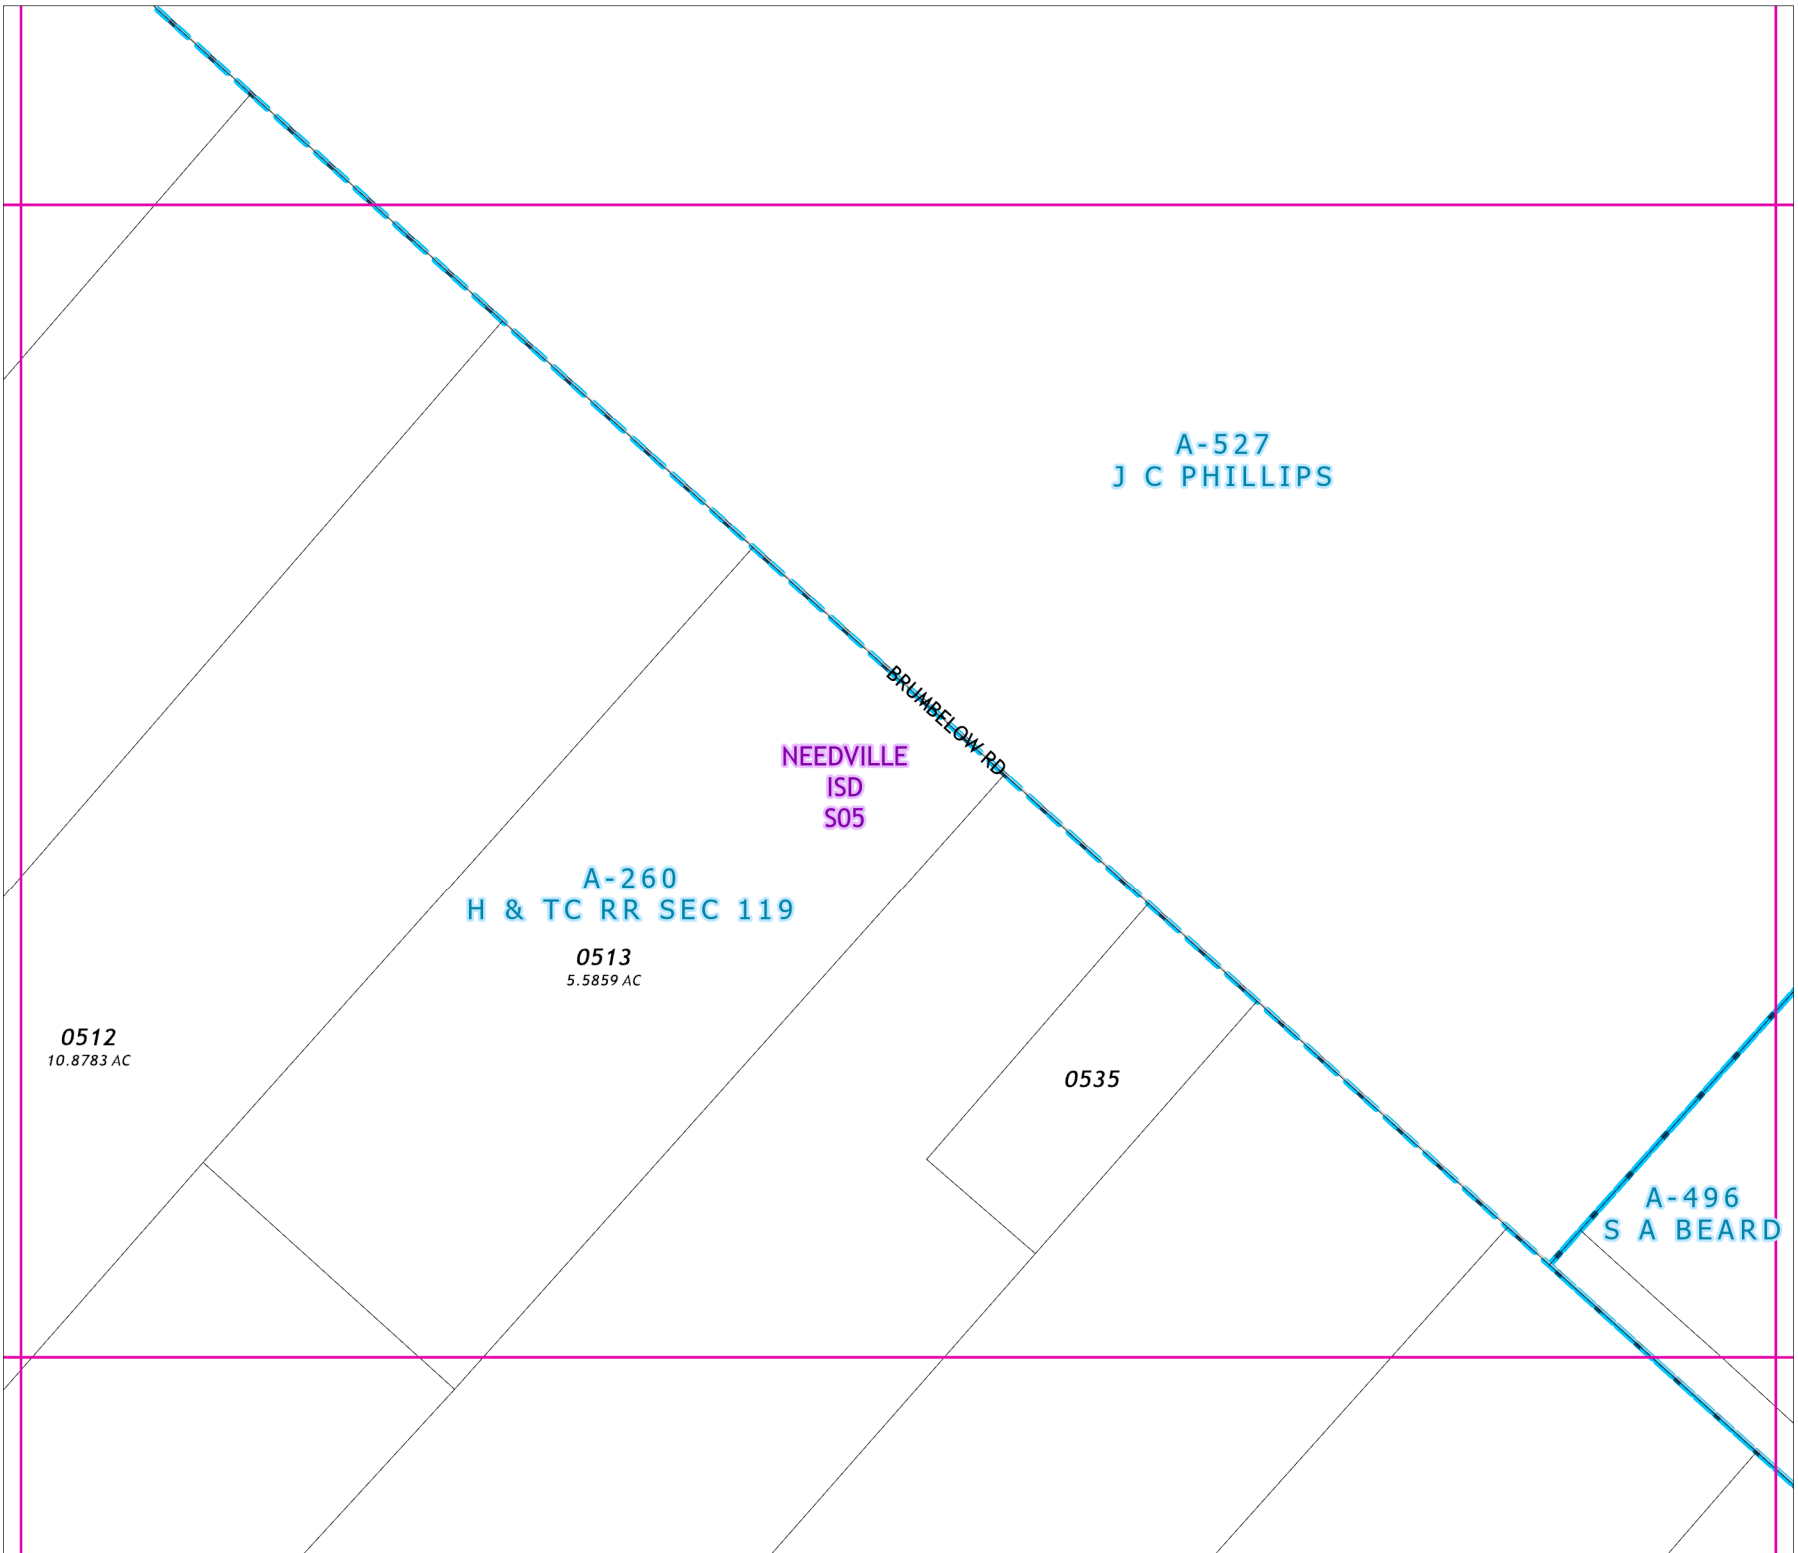 A-527
J C PHILLIPS
BRUMBELOW RD
NEEDVILLE
ISD
S05
A-260
H & TC RR SEC 119
0513
5.5859 AC
0512
10.8783 AC
0535
A-496
S A BEARD